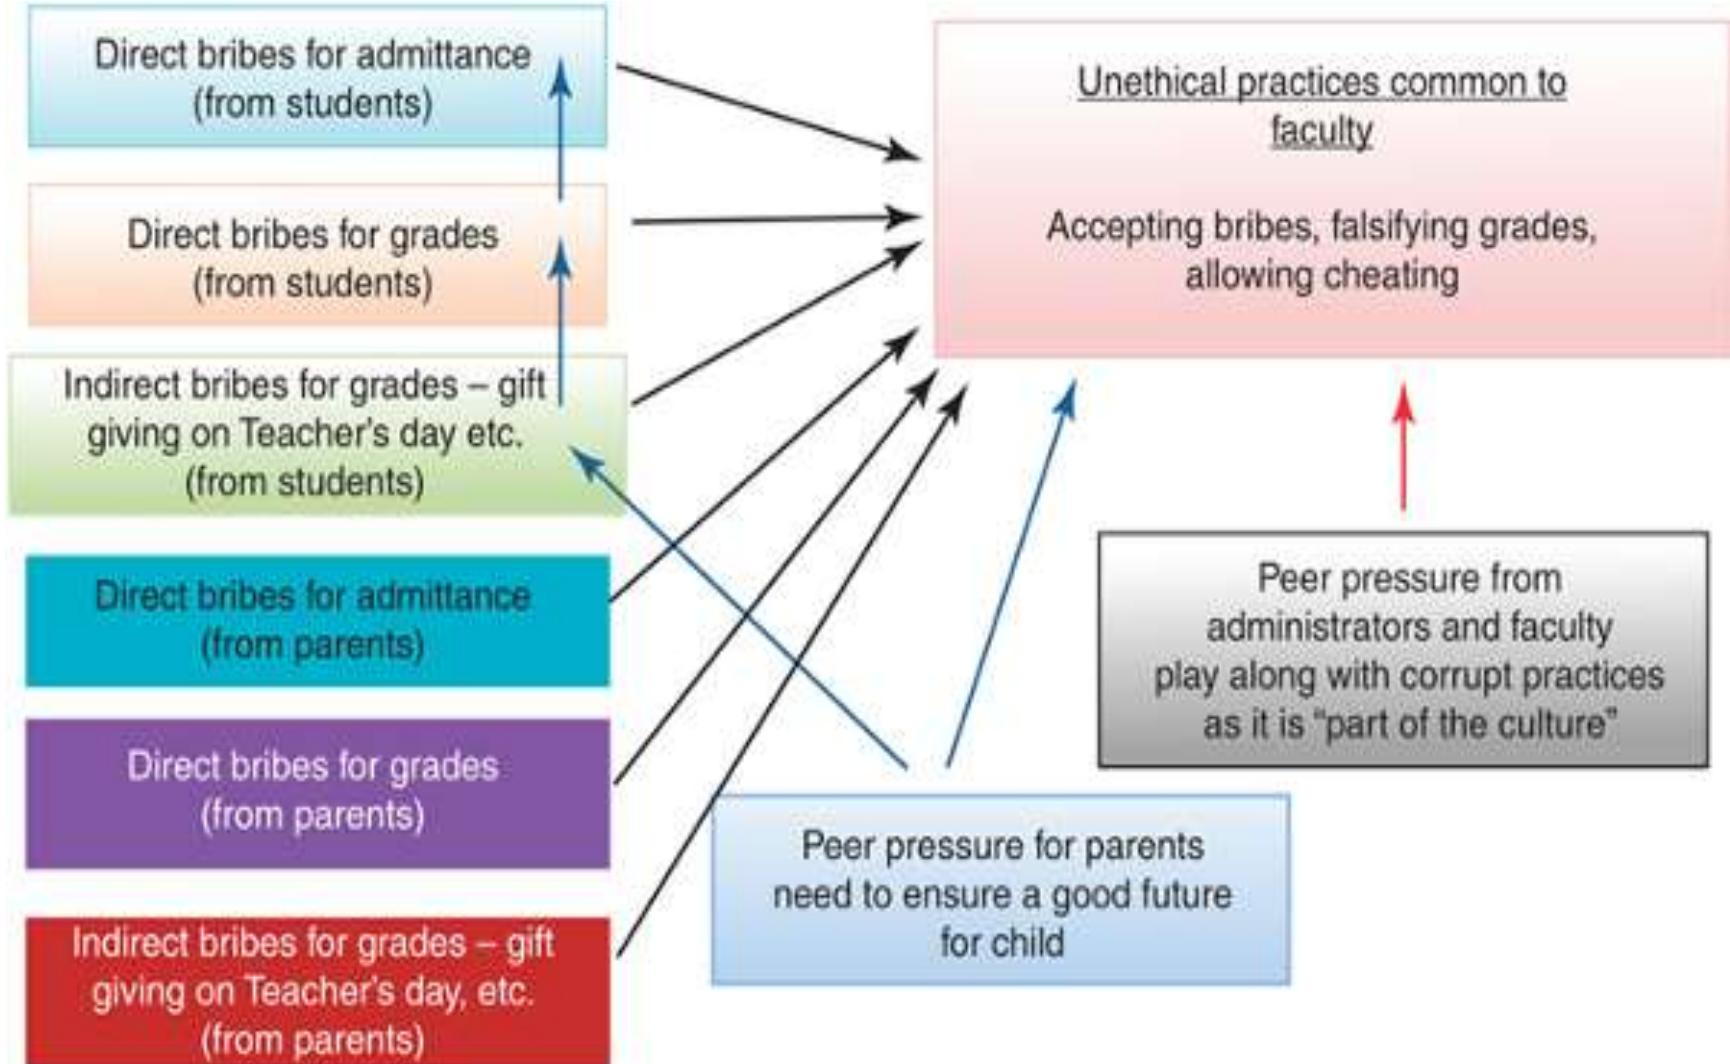 Direct bribes for admittance
(from students)
Direct bribes for grades
(from students)
Indirect bribes for grades – gift
giving on Teacher's day etc.
(from students)
Direct bribes for admittance
(from parents)
Direct bribes for grades
(from parents)
Indirect bribes for grades – gift
giving on Teacher's day, etc.
(from parents)
Unethical practices common to
faculty
Accepting bribes, falsifying grades,
allowing cheating
Peer pressure from
administrators and faculty
play along with corrupt practices
as it is “part of the culture”
Peer pressure for parents
need to ensure a good future
for child